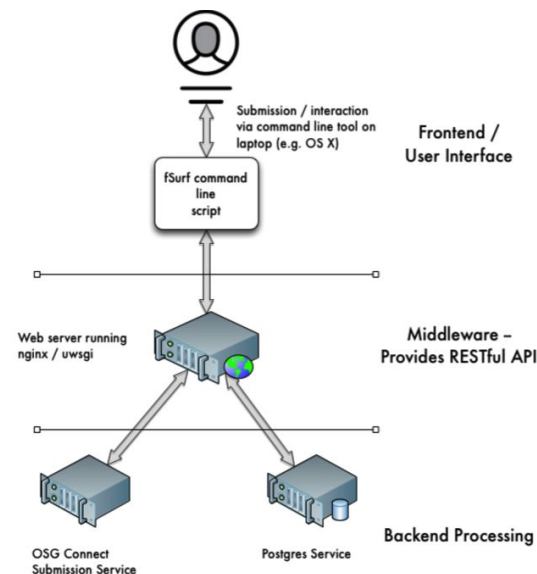 Submission / interaction
via command line tool on
laptop (e.g. OS X)
Frontend /
User Interface
fSurf command
line
script
Web server running
nginx / uwsgi
Middleware –
Provides RESTful API
OSG Connect
Submission Service
Postgres Service
Backend Processing